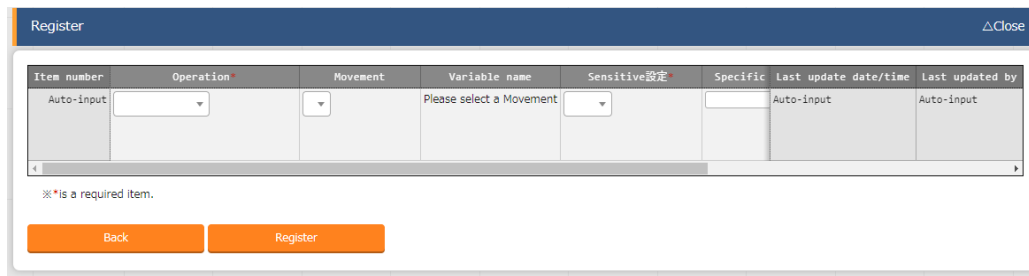 Register △Close
Item number Operation* Movement Variable name Sensitive設定* Specific Last update date/time Last updated by
Auto-input Please select a Movement Auto-input Auto-input
※*is a required item.
Back Register